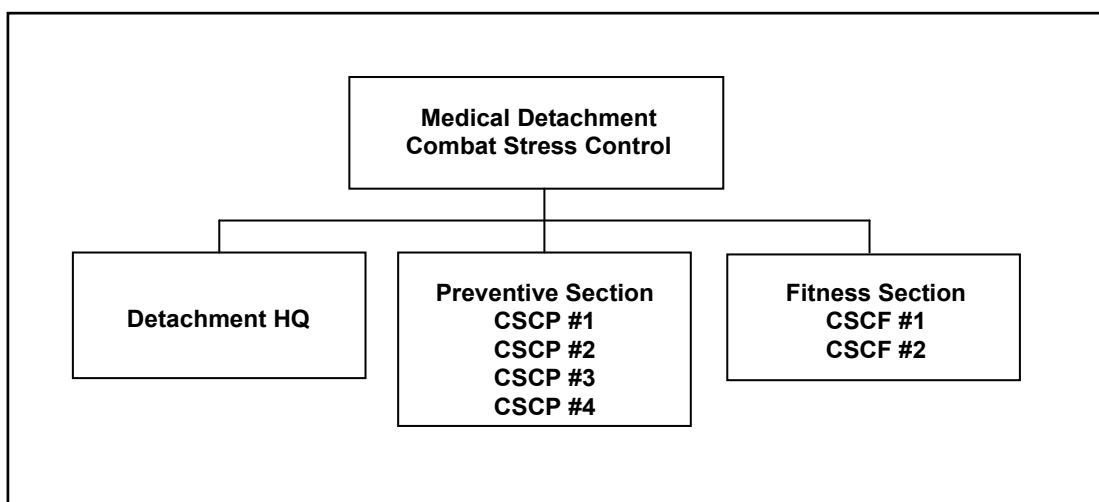 Medical Detachment
Combat Stress Control
Detachment HQ
Preventive Section
CSCP #1
CSCP #2
CSCP #3
CSCP #4
Fitness Section
CSCF #1
CSCF #2